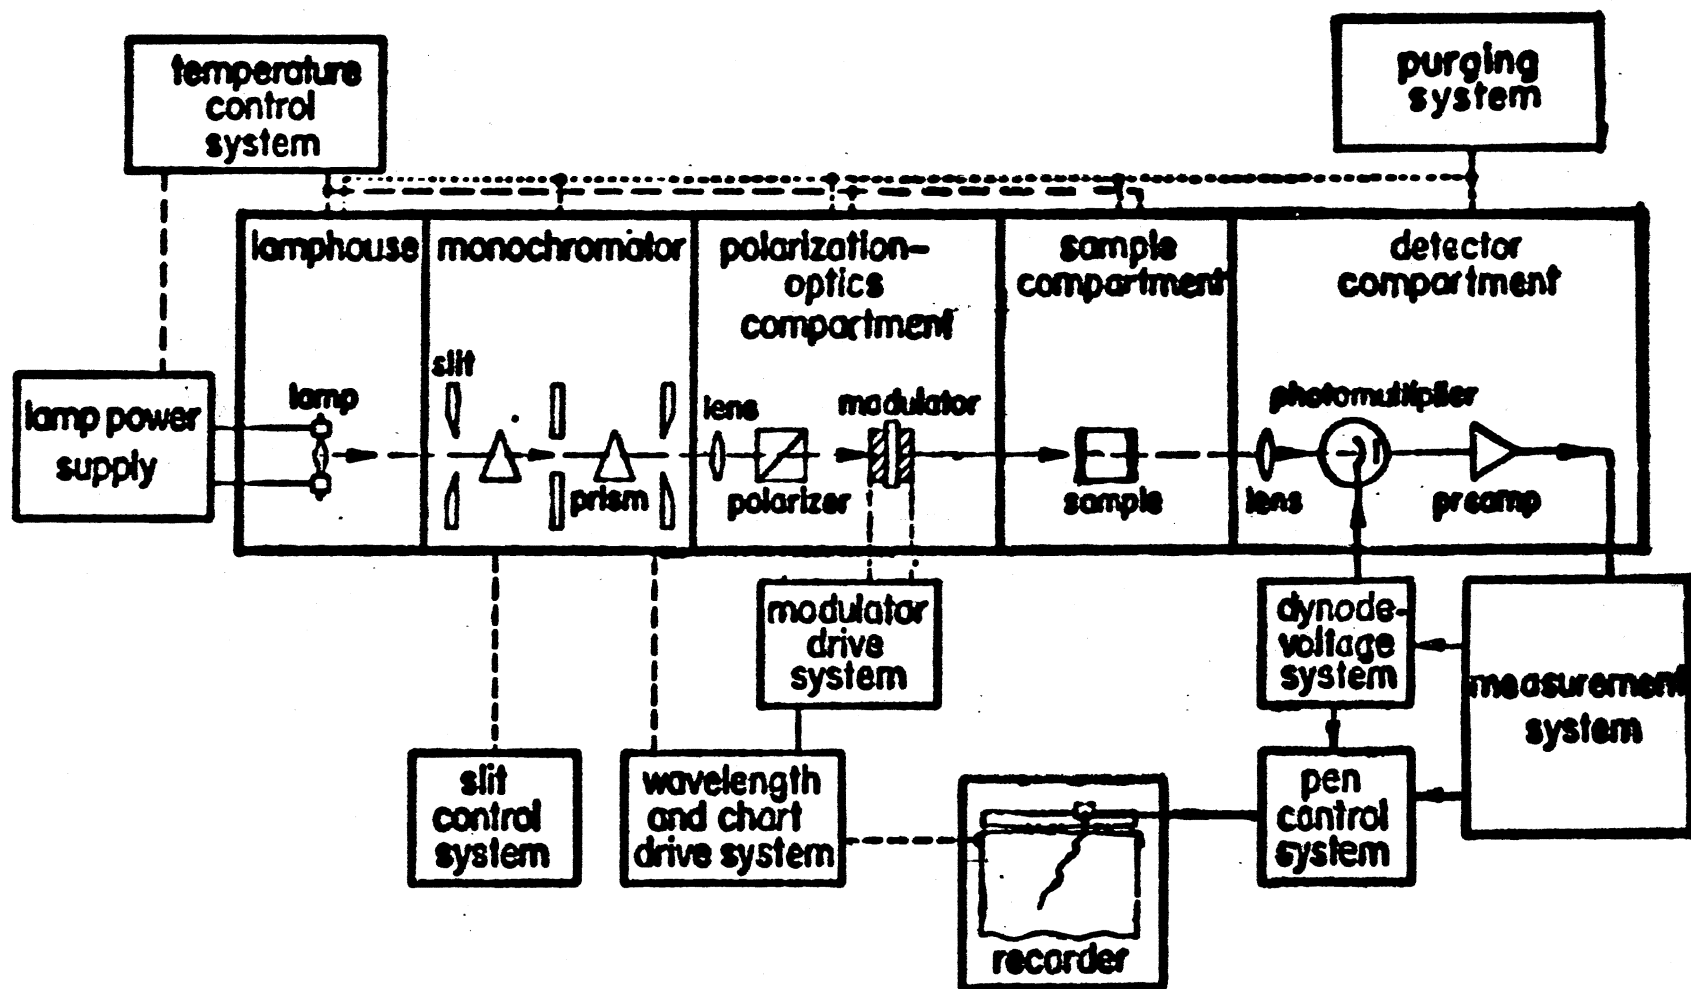 temperature
control
system
purging
system
lamphouse
monochromator
polarization-
optics
compartment
sample
compartment
detector
compartment
slit
lamp
lens
modulator
photomultiplier
lamp power
supply
prism
polarizer
sample
lens
preamp
modulator
drive
system
dynode-
voltage
system
measurement
system
slit
control
system
wavelength
and chart
drive system
pen
control
system
recorder